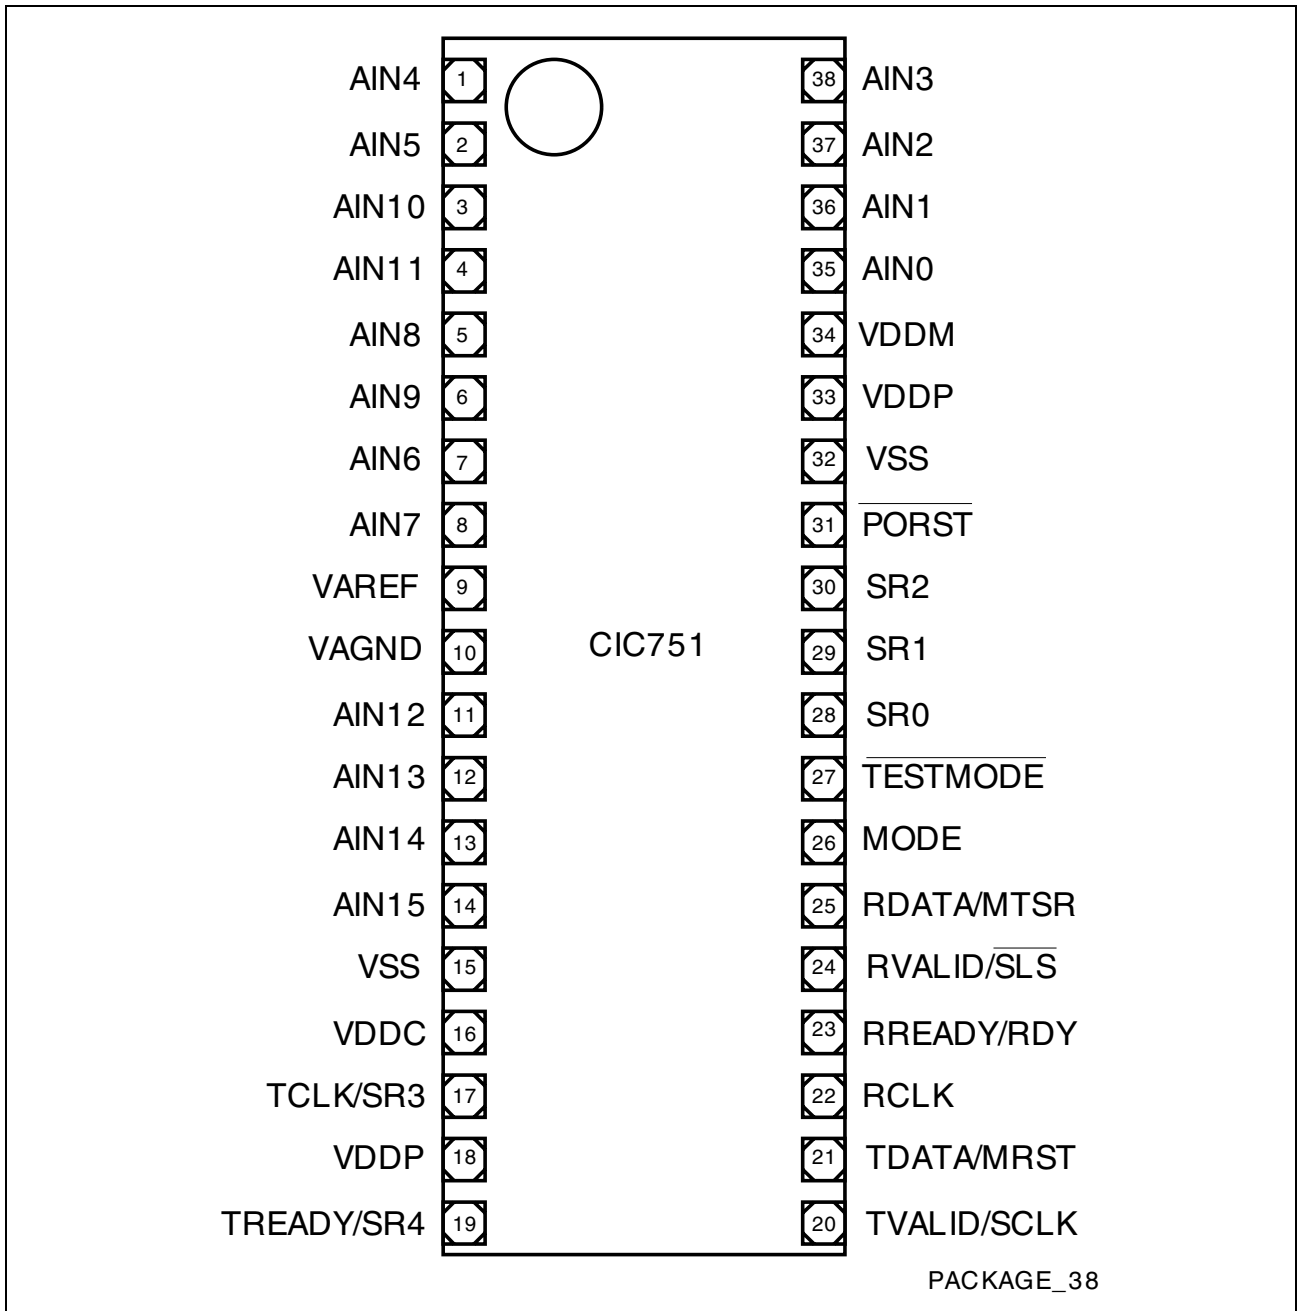 AIN4 1 38 AIN3
AIN5 2 37 AIN2
AIN10 3 36 AIN1
AIN11 4 35 AIN0
AIN8 5 34 VDDM
AIN9 6 33 VDDP
AIN6 7 32 VSS
AIN7 8 31 PORST
VAREF 9 30 SR2
VAGND 10 CIC751 29 SR1
AIN12 11 28 SR0
AIN13 12 27 TESTMODE
AIN14 13 26 MODE
AIN15 14 25 RDATA/MTSR
VSS 15 24 RVALID/SLS
VDDC 16 23 RREADY/RDY
TCLK/SR3 17 22 RCLK
VDDP 18 21 TDATA/MRST
TREADY/SR4 19 20 TVALID/SCLK
PACKAGE_38